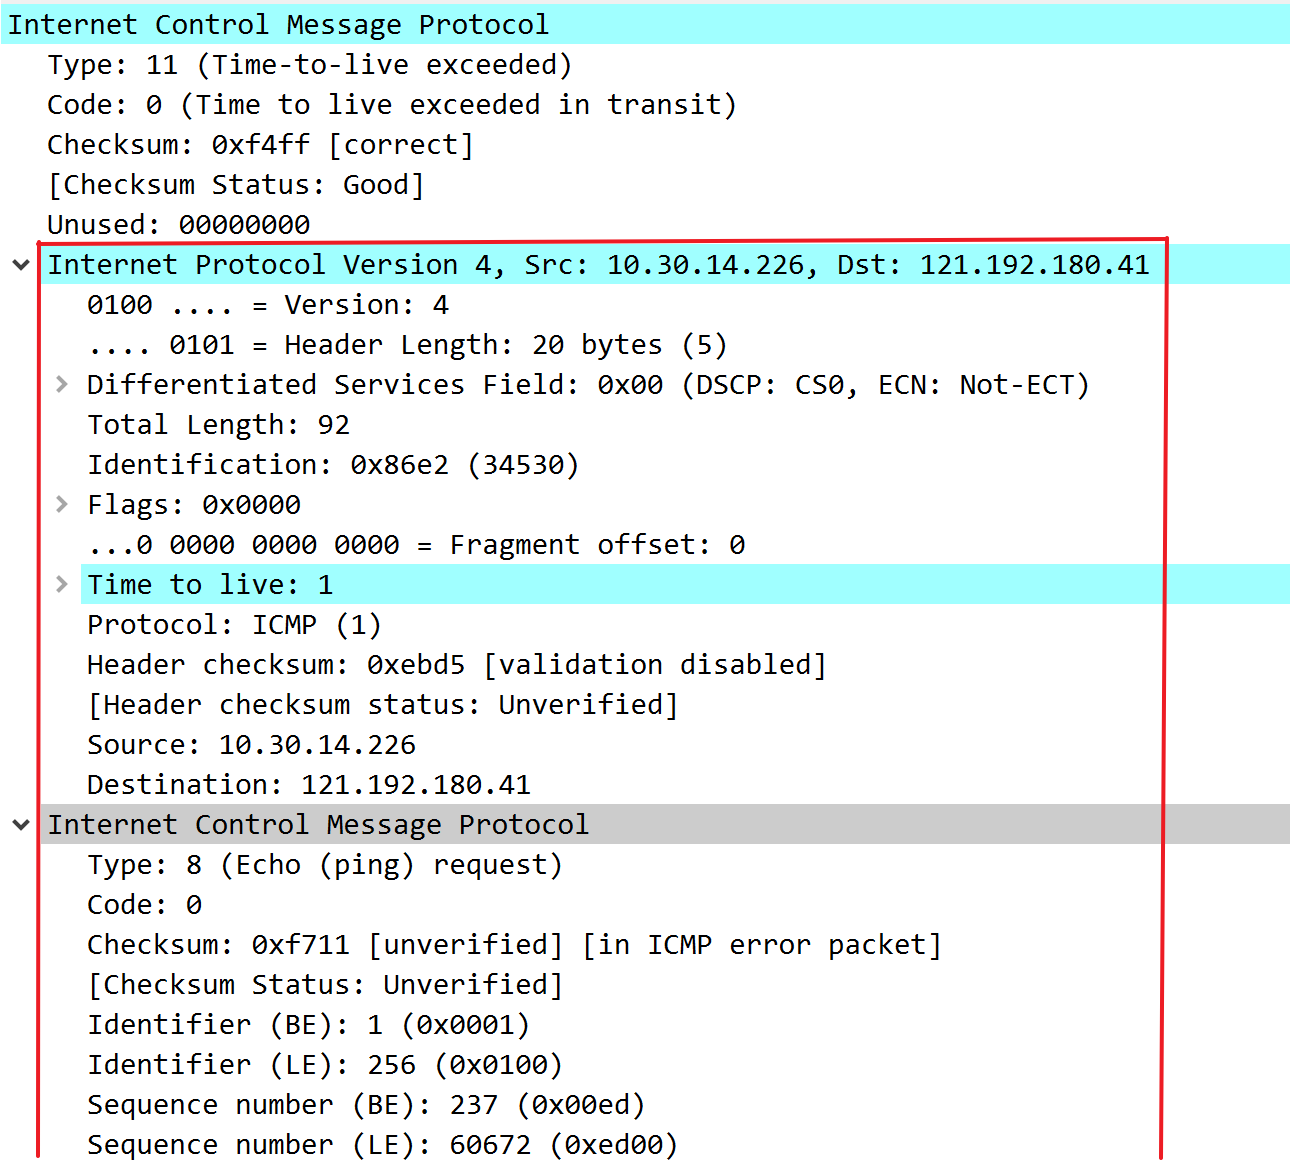 Internet Control Message Protocol
Type: 11 (Time-to-live exceeded)
Code: 0 (Time to live exceeded in transit)
Checksum: 0xf4ff [correct]
[Checksum Status: Good]
Unused: 00000000
Internet Protocol Version 4, Src: 10.30.14.226, Dst: 121.192.180.41
0100 .... = Version: 4
.... 0101 = Header Length: 20 bytes (5)
Differentiated Services Field: 0x00 (DSCP: CS0, ECN: Not-ECT)
Total Length: 92
Identification: 0x86e2 (34530)
Flags: 0x0000
...0 0000 0000 0000 = Fragment offset: 0
Time to live: 1
Protocol: ICMP (1)
Header checksum: 0xebd5 [validation disabled]
[Header checksum status: Unverified]
Source: 10.30.14.226
Destination: 121.192.180.41
Internet Control Message Protocol
Type: 8 (Echo (ping) request)
Code: 0
Checksum: 0xf711 [unverified] [in ICMP error packet]
[Checksum Status: Unverified]
Identifier (BE): 1 (0x0001)
Identifier (LE): 256 (0x0100)
Sequence number (BE): 237 (0x00ed)
Sequence number (LE): 60672 (0xed00)